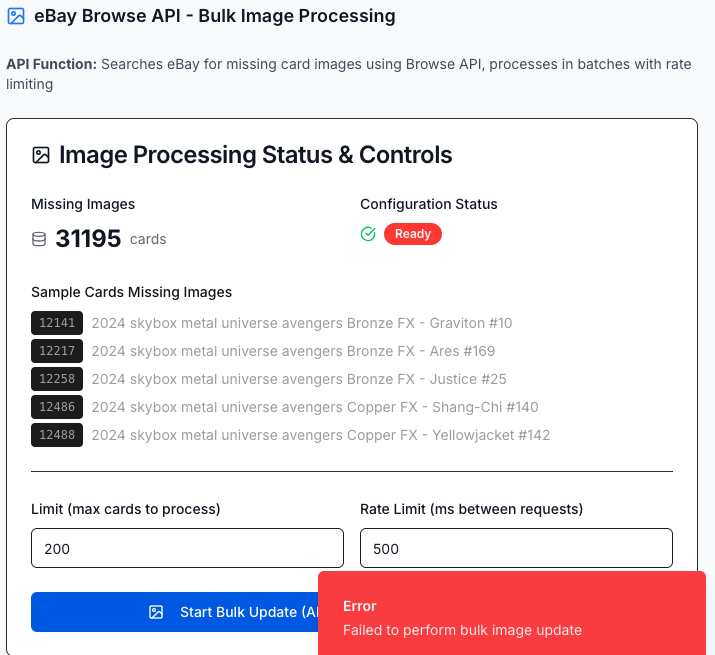 eBay Browse API - Bulk Image Processing
API Function: Searches eBay for missing card images using Browse API, processes in batches with rate
limiting
Image Processing Status & Controls
Missing Images
Configuration Status
31195 cards
Ready
Sample Cards Missing Images
12141 2024 skybox metal universe avengers Bronze FX - Graviton #10
12217 2024 skybox metal universe avengers Bronze FX - Ares #169
12258 2024 skybox metal universe avengers Bronze FX - Justice #25
12486 2024 skybox metal universe avengers Copper FX - Shang-Chi #140
12488 2024 skybox metal universe avengers Copper FX - Yellowjacket #142
Limit (max cards to process)
Rate Limit (ms between requests)
200
500
Start Bulk Update (A
Error
Failed to perform bulk image update